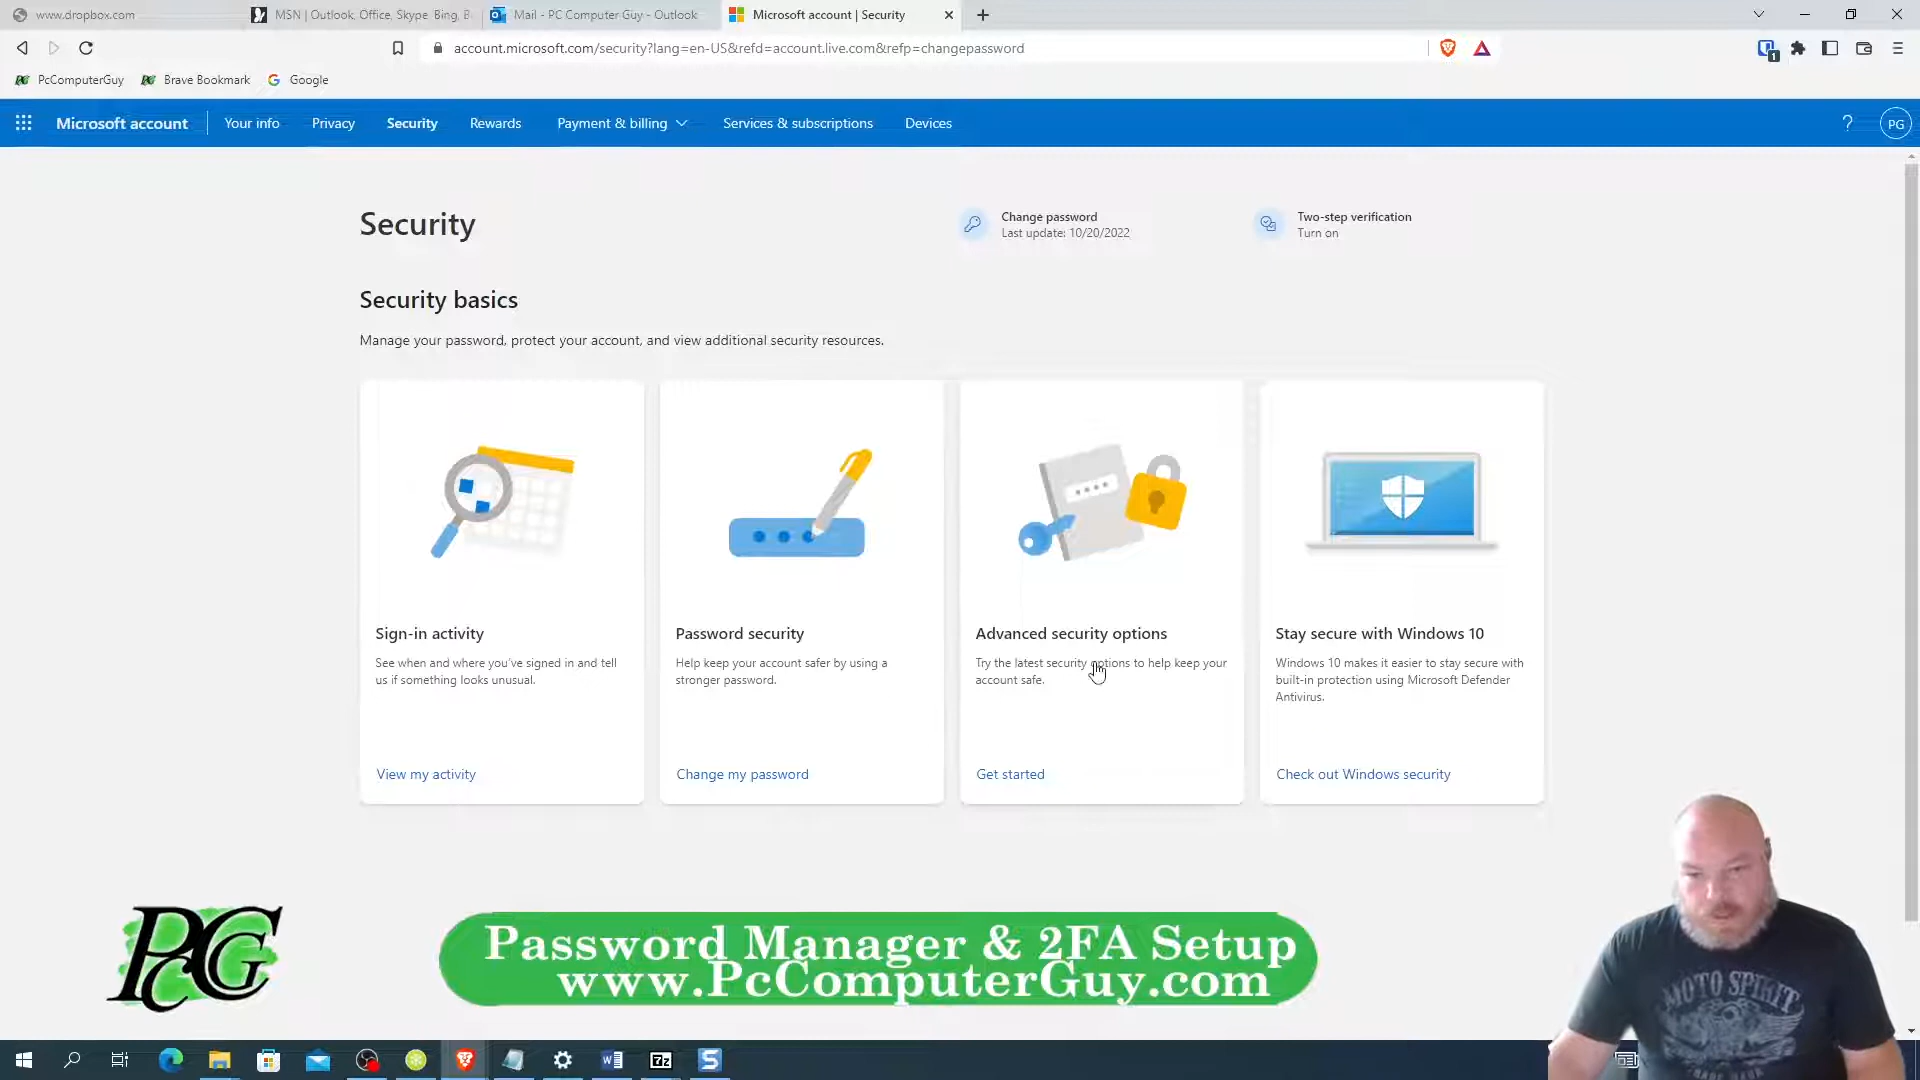 www.dropbox.com
MSN | Outlook, Office, Skype, Bing, B
Mail - PC Computer Guy - Outlook
Microsoft account | Security
account.microsoft.com/security?lang=en-US&refd=account.live.com&refp=changepassword
1
PcComputerGuy
Brave Bookmark
Google
Microsoft account
Your info
Privacy
Security
Rewards
Payment & billing
Services & subscriptions
Devices
?
PG
Security
Change password
Last update: 10/20/2022
Two-step verification
Turn on
Security basics
Manage your password, protect your account, and view additional security resources.
Sign-in activity
See when and where you've signed in and tell
us if something looks unusual.
View my activity
Password security
Help keep your account safer by using a
stronger password.
Change my password
Advanced security options
Try the latest security options to help keep your
account safe.
Get started
Stay secure with Windows 10
Windows 10 makes it easier to stay secure with
built-in protection using Microsoft Defender
Antivirus.
Check out Windows security
PCG
Password Manager & 2FA Setup
www.PcComputerGuy.com
MOTO SPIRIT
7z